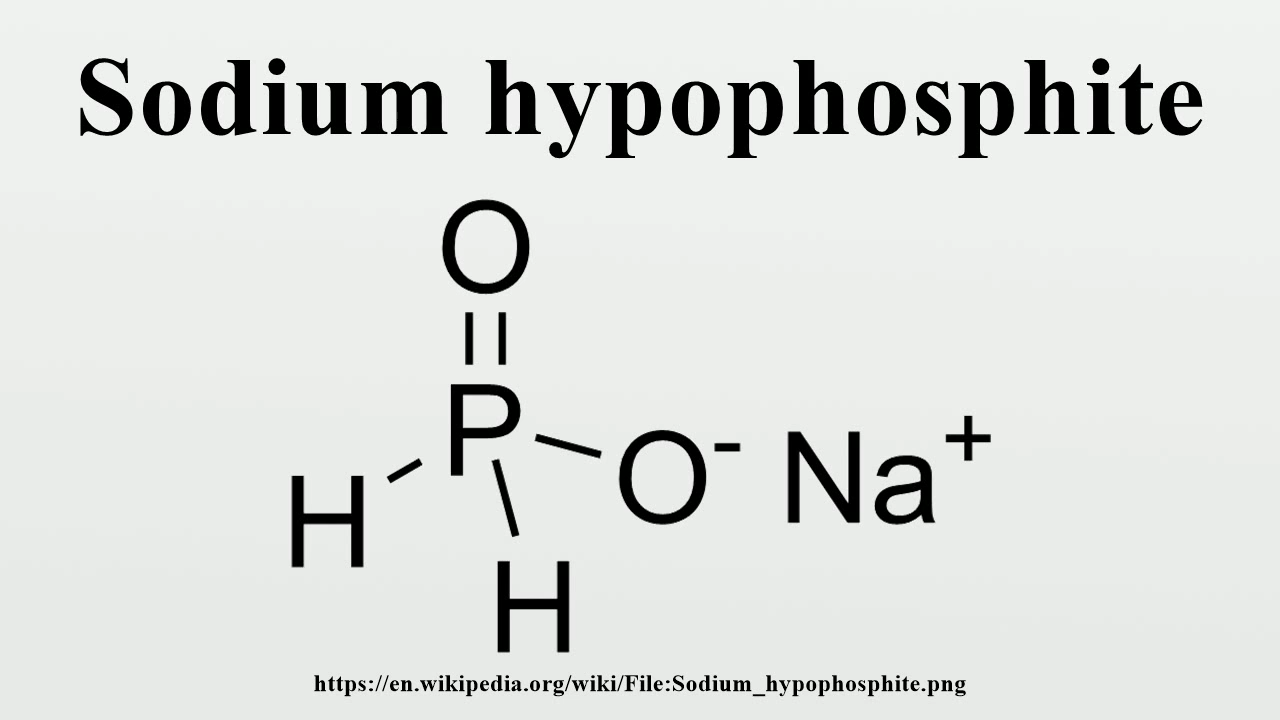 Sodium hypophosphite
O
P
O- Na+
H
H
https://en.wikipedia.org/wiki/File:Sodium_hypophosphite.png